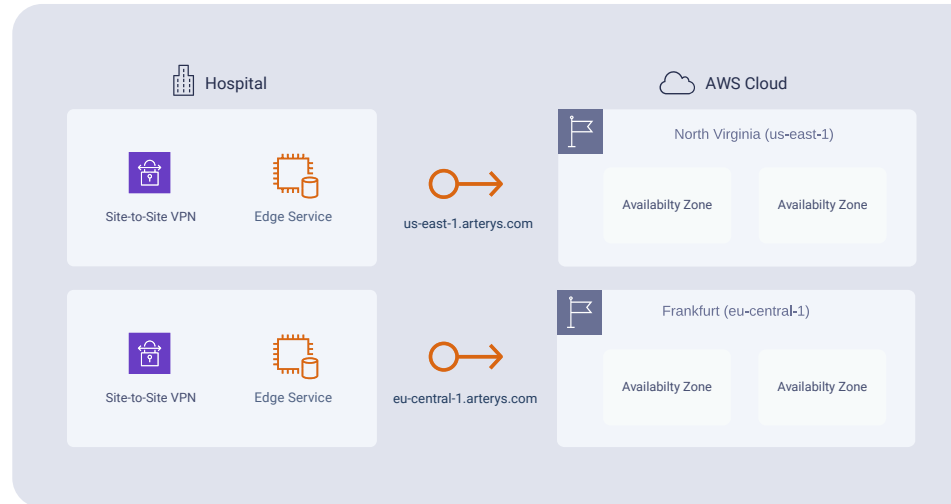 Hospital
AWS Cloud
North Virginia (us-east-1)
Site-to-Site VPN
Edge Service
us-east-1.arterys.com
Availabilty Zone
Availabilty Zone
Frankfurt (eu-central-1)
Site-to-Site VPN
Edge Service
eu-central-1.arterys.com
Availabilty Zone
Availabilty Zone